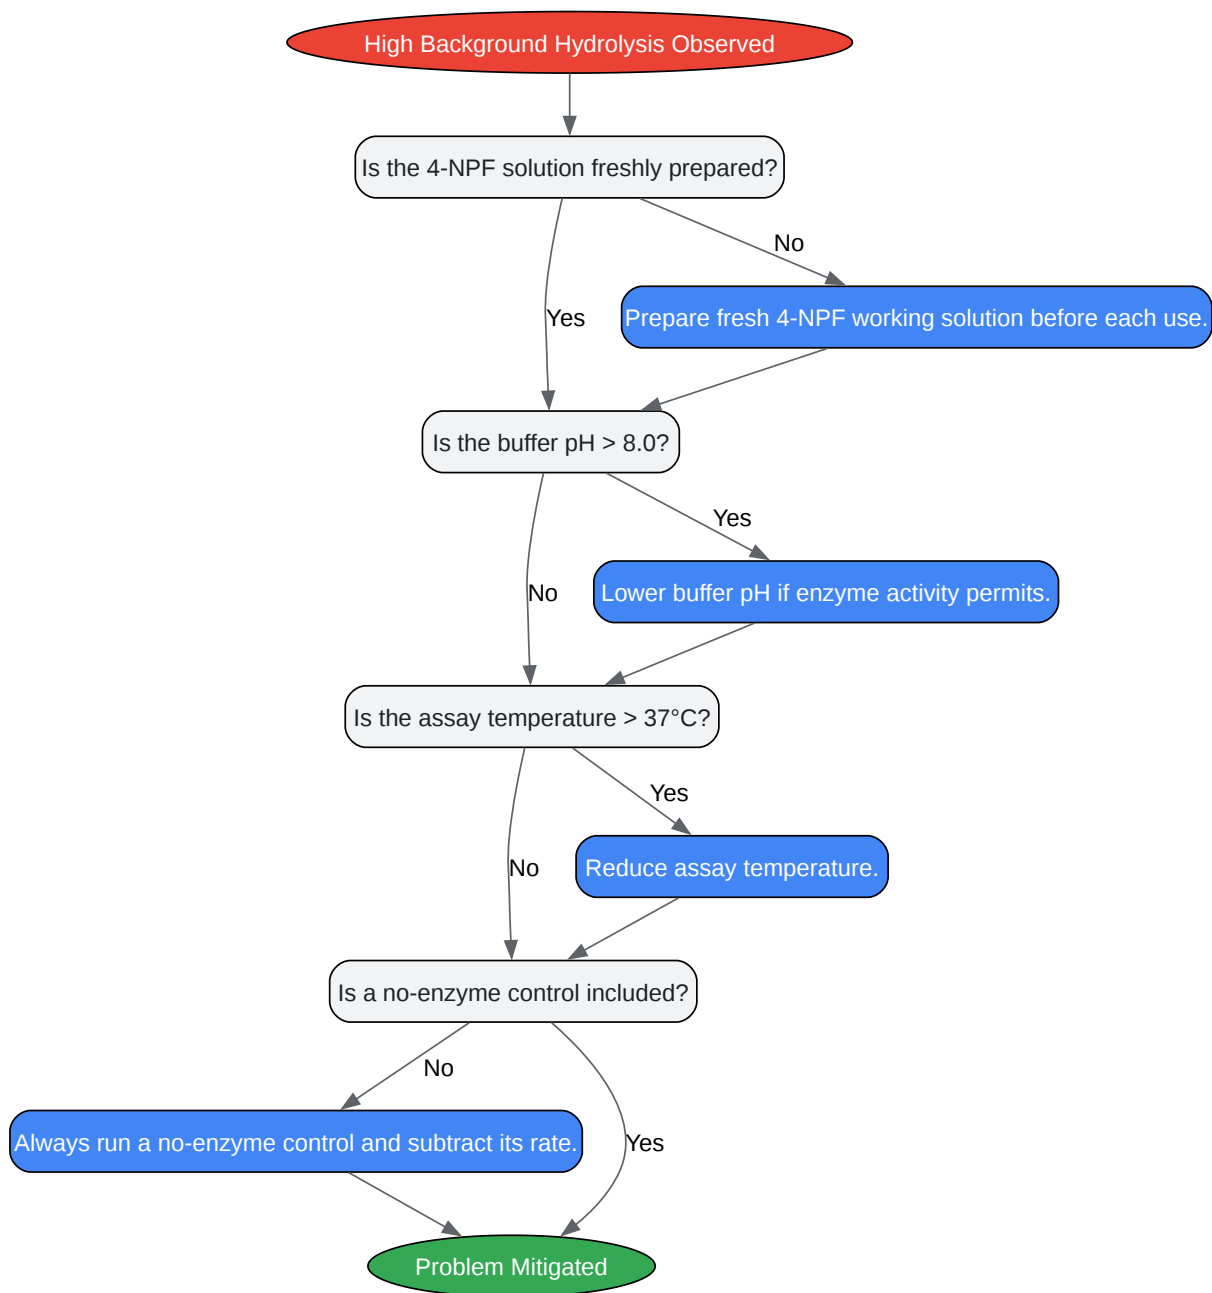 High Background Hydrolysis Observed
Is the 4-NPF solution freshly prepared?
No
Yes
Prepare fresh 4-NPF working solution before each use.
Is the buffer pH > 8.0?
Yes
No
Lower buffer pH if enzyme activity permits.
Is the assay temperature > 37°C?
Yes
No
Reduce assay temperature.
Is a no-enzyme control included?
No
Always run a no-enzyme control and subtract its rate.
Yes
Problem Mitigated